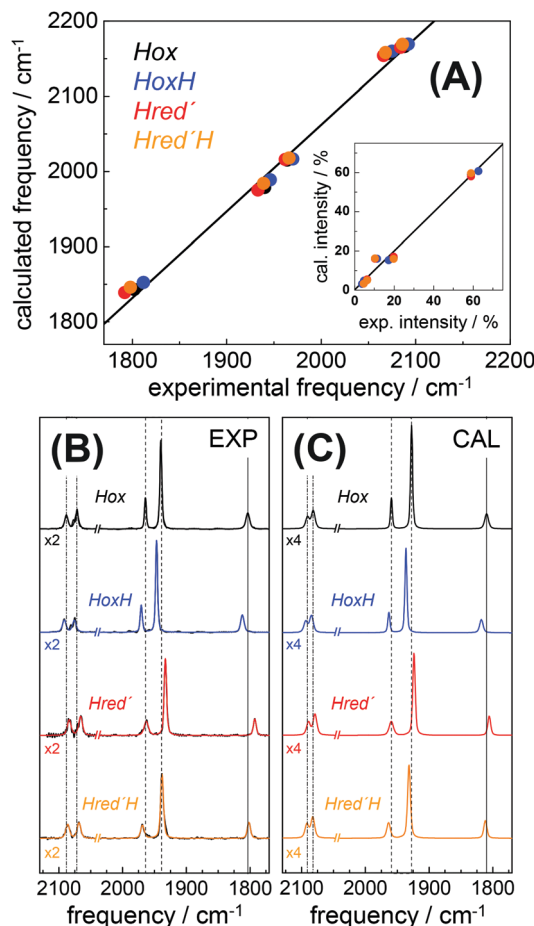 2200
2100
2000
1900
1800
calculated frequency / cm⁻¹
Hox
HoxH
Hred´
Hred´H
(A)
60
40
20
0
cal. intensity / %
0 20 40 60
exp. intensity / %
1800 1900 2000 2100 2200
experimental frequency / cm⁻¹
(B) EXP
Hox
x2
HoxH
x2
Hred´
x2
Hred´H
x2
2100 2000 1900 1800
frequency / cm⁻¹
(C) CAL
Hox
x4
HoxH
x4
Hred´
x4
Hred´H
x4
2100 2000 1900 1800
frequency / cm⁻¹